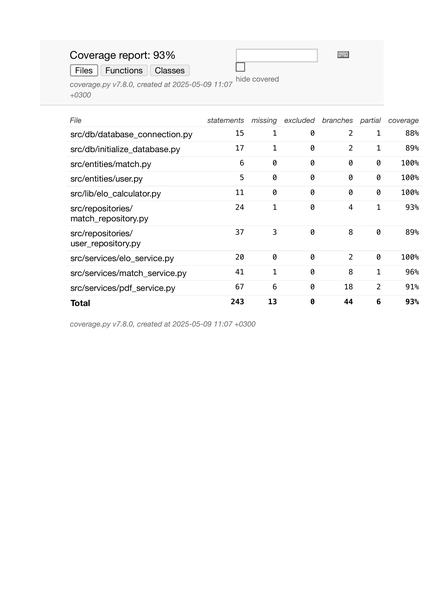 Coverage report: 93%
Files Functions Classes
coverage.py v7.8.0, created at 2025-05-09 11:07
+0300
hide covered
File statements missing excluded branches partial coverage
src/db/database_connection.py 15 1 0 2 1 88%
src/db/initialize_database.py 17 1 0 2 1 89%
src/entities/match.py 6 0 0 0 0 100%
src/entities/user.py 5 0 0 0 0 100%
src/lib/elo_calculator.py 11 0 0 0 0 100%
src/repositories/
match_repository.py 24 1 0 4 1 93%
src/repositories/
user_repository.py 37 3 0 8 0 89%
src/services/elo_service.py 20 0 0 2 0 100%
src/services/match_service.py 41 1 0 8 1 96%
src/services/pdf_service.py 67 6 0 18 2 91%
Total 243 13 0 44 6 93%
coverage.py v7.8.0, created at 2025-05-09 11:07 +0300